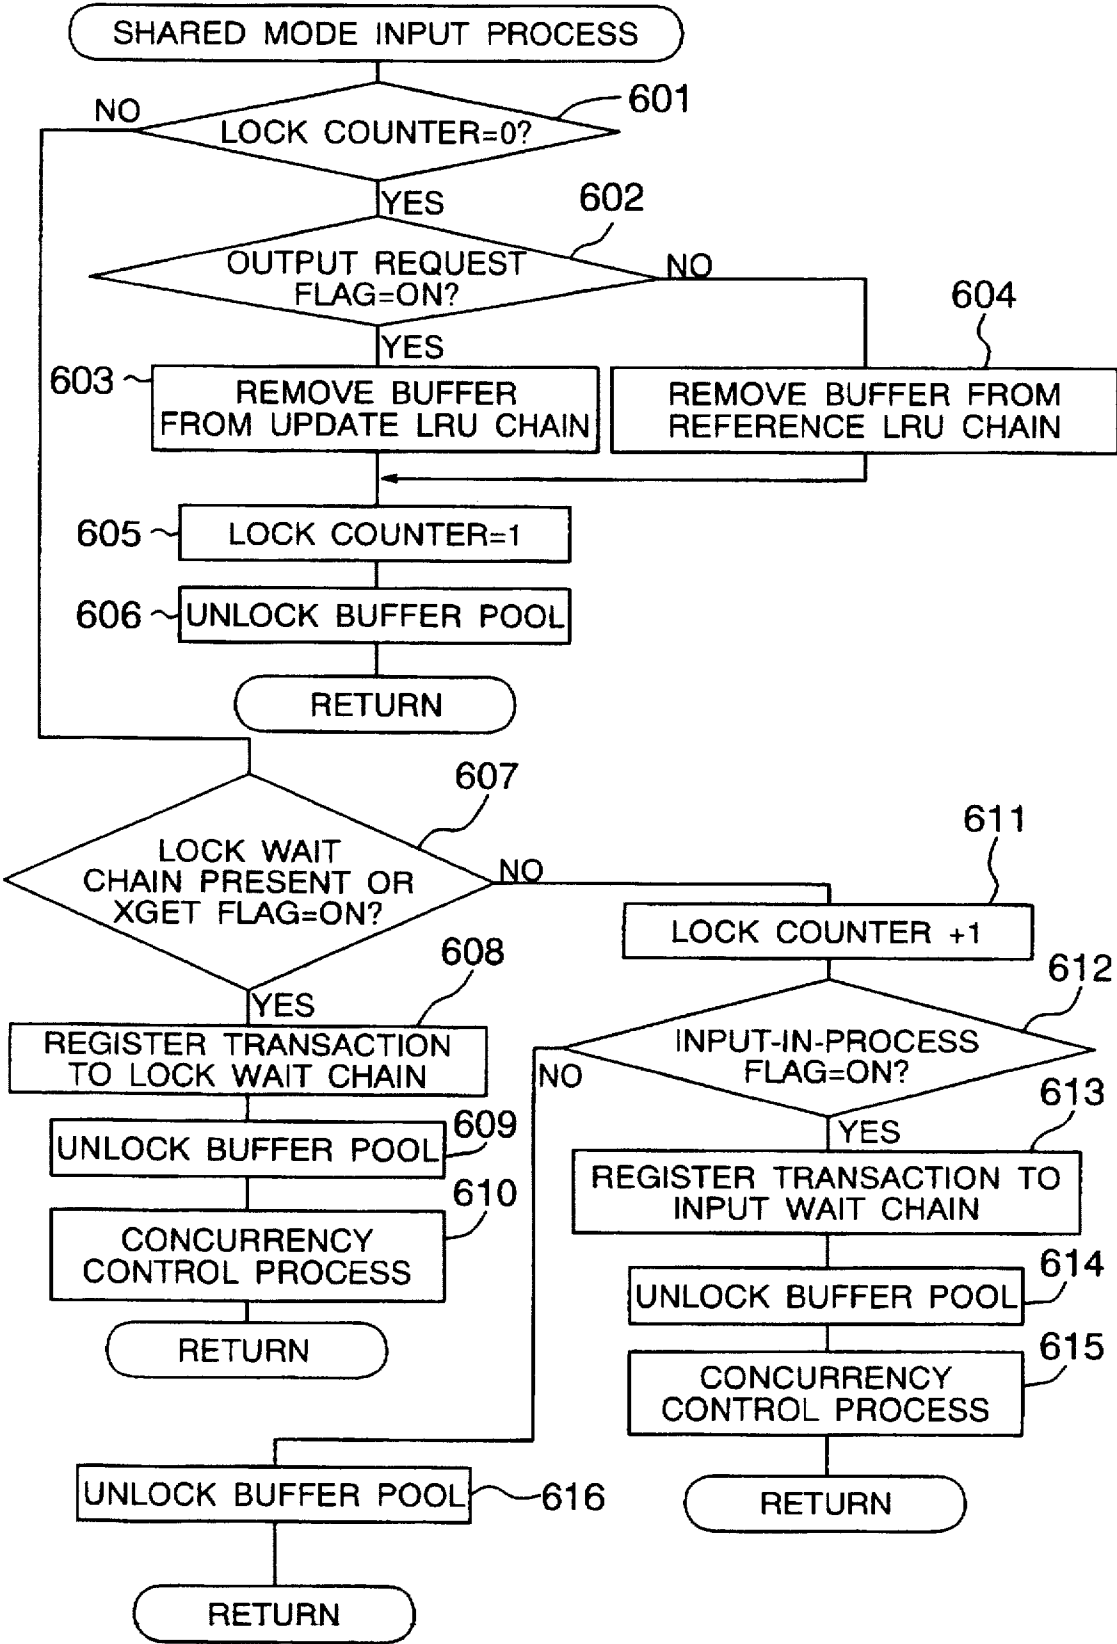 SHARED MODE INPUT PROCESS
601
NO
LOCK COUNTER=0?
YES
602
OUTPUT REQUEST
FLAG=ON?
NO
604
YES
603
REMOVE BUFFER
FROM UPDATE LRU CHAIN
REMOVE BUFFER FROM
REFERENCE LRU CHAIN
605
LOCK COUNTER=1
606
UNLOCK BUFFER POOL
RETURN
607
LOCK WAIT
CHAIN PRESENT OR
XGET FLAG=ON?
NO
611
LOCK COUNTER +1
608
YES
REGISTER TRANSACTION
TO LOCK WAIT CHAIN
612
INPUT-IN-PROCESS
FLAG=ON?
NO
609
UNLOCK BUFFER POOL
613
YES
REGISTER TRANSACTION TO
INPUT WAIT CHAIN
610
CONCURRENCY
CONTROL PROCESS
614
UNLOCK BUFFER POOL
RETURN
615
CONCURRENCY
CONTROL PROCESS
UNLOCK BUFFER POOL
616
RETURN
RETURN